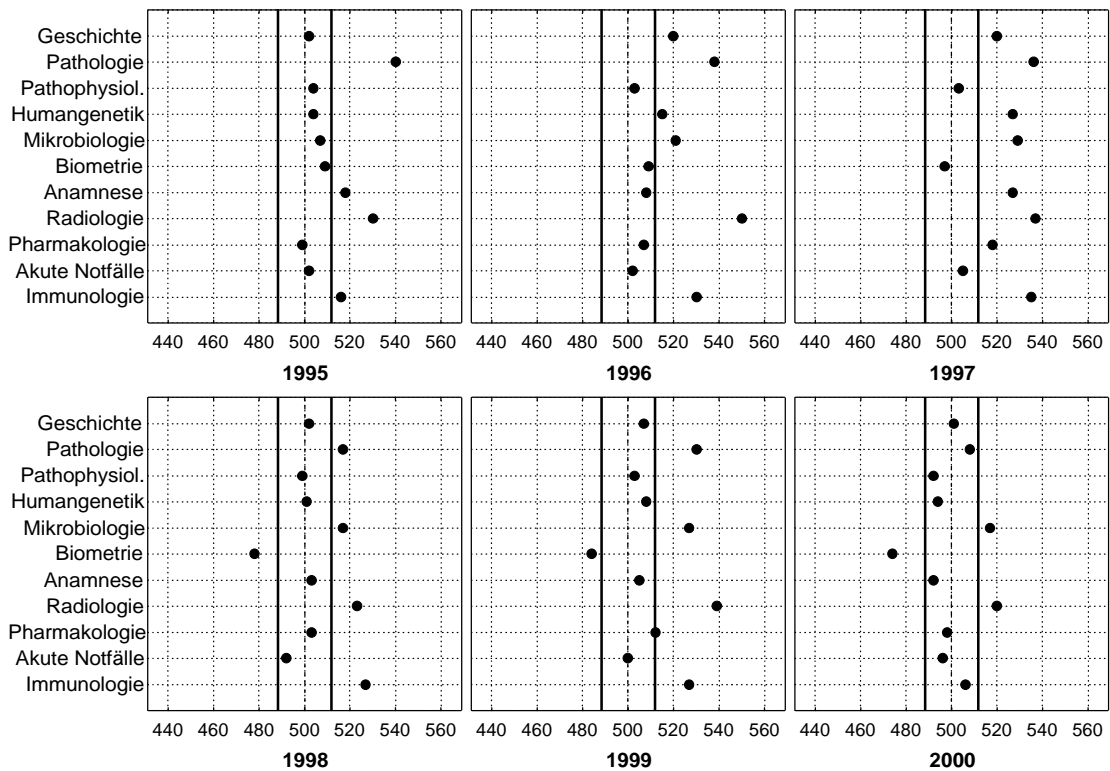 Geschichte
Pathologie
Pathophysiol.
Humangenetik
Mikrobiologie
Biometrie
Anamnese
Radiologie
Pharmakologie
Akute Notfälle
Immunologie
440 460 480 500 520 540 560 440 460 480 500 520 540 560 440 460 480 500 520 540 560
1995 1996 1997
Geschichte
Pathologie
Pathophysiol.
Humangenetik
Mikrobiologie
Biometrie
Anamnese
Radiologie
Pharmakologie
Akute Notfälle
Immunologie
440 460 480 500 520 540 560 440 460 480 500 520 540 560 440 460 480 500 520 540 560
1998 1999 2000